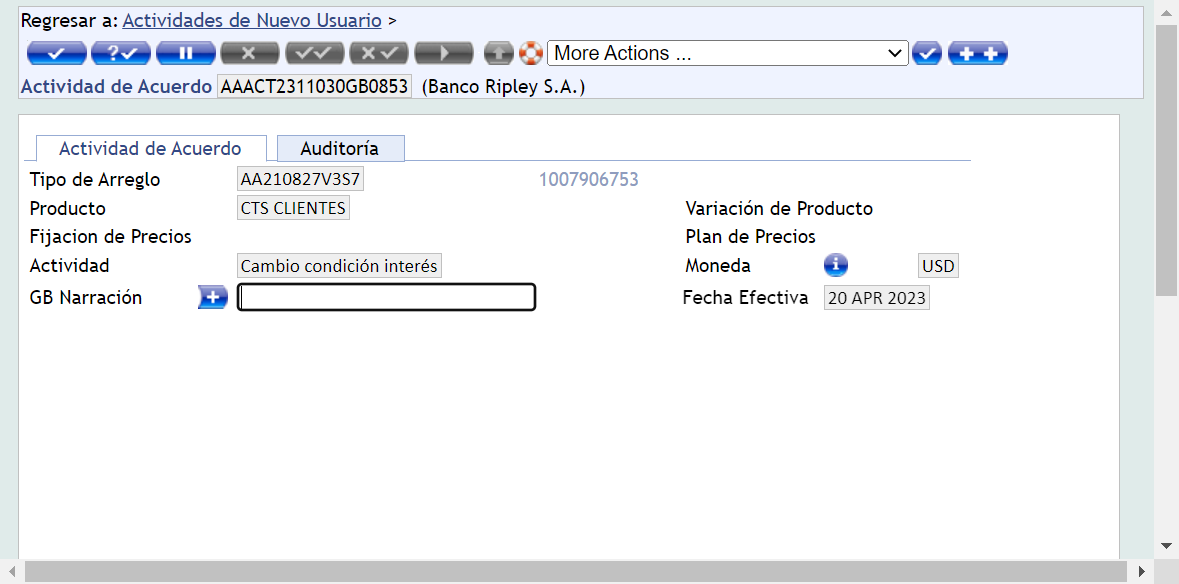 Regresar a: Actividades de Nuevo Usuario >
More Actions ...
Actividad de Acuerdo AAACT2311030GB0853 (Banco Ripley S.A.)
Actividad de Acuerdo Auditoría
Tipo de Arreglo AA210827V3S7 1007906753
Producto CTS CLIENTES Variación de Producto
Fijacion de Precios Plan de Precios
Actividad Cambio condición interés Moneda USD
GB Narración Fecha Efectiva 20 APR 2023